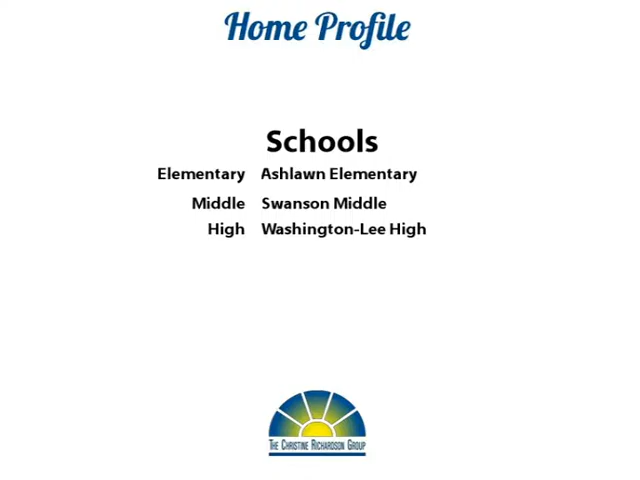 Home Profile
Schools
Elementary Ashlawn Elementary
Middle Swanson Middle
High Washington-Lee High
The Christine Richardson Group